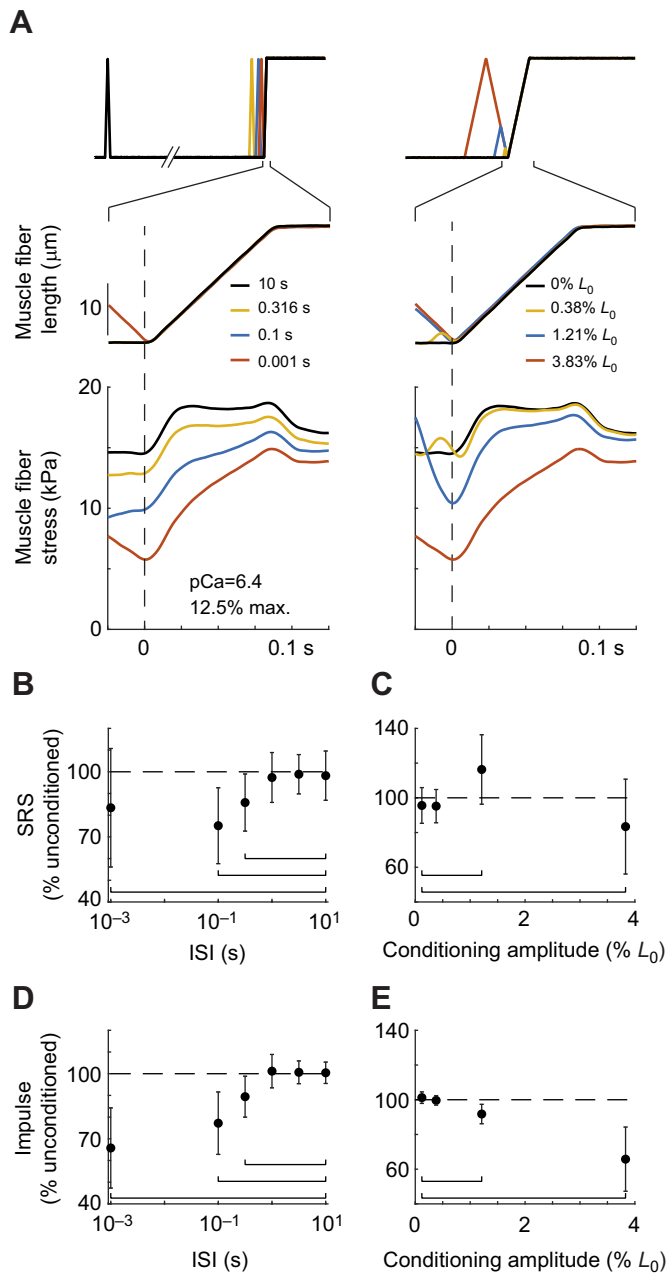 A
Muscle fiber
length (μm)
10
10 s
0.316 s
0.1 s
0.001 s
0% L0
0.38% L0
1.21% L0
3.83% L0
Muscle fiber
stress (kPa)
20
15
10
5
0
pCa=6.4
12.5% max.
0
0.1 s
10
0
0.1 s
B
SRS
(% unconditioned)
100
70
40
10⁻³
10⁻¹
10¹
ISI (s)
C
140
100
60
0
2
4
Conditioning amplitude (% L0)
D
Impulse
(% unconditioned)
100
70
40
10⁻³
10⁻¹
10¹
ISI (s)
E
140
100
60
0
2
4
Conditioning amplitude (% L0)